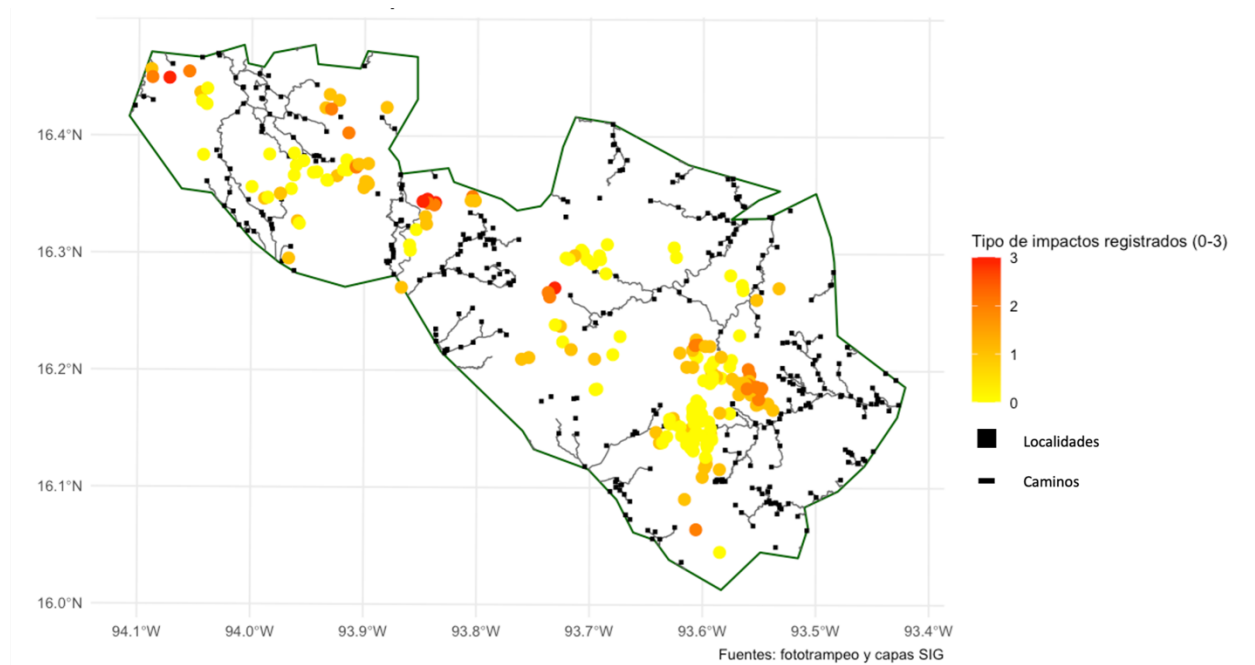 16.4°N
16.3°N
16.2°N
16.1°N
16.0°N
94.1°W 94.0°W 93.9°W 93.8°W 93.7°W 93.6°W 93.5°W 93.4°W
Fuentes: fototrampeo y capas SIG
Tipo de impactos registrados (0-3)
3
2
1
0
Localidades
Caminos